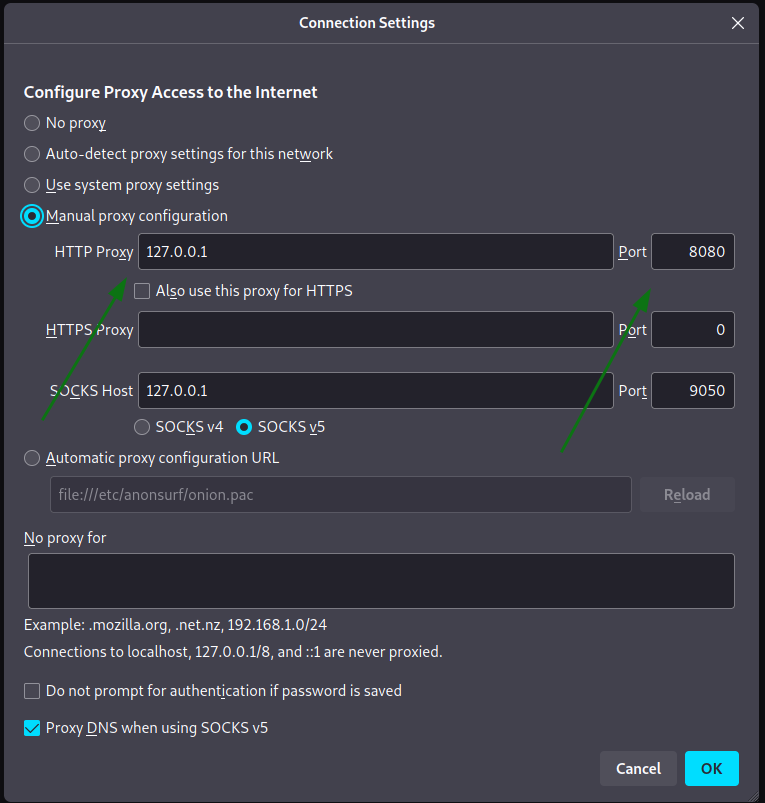 Connection Settings
Configure Proxy Access to the Internet
No proxy
Auto-detect proxy settings for this network
Use system proxy settings
Manual proxy configuration
HTTP Proxy 127.0.0.1 Port 8080
Also use this proxy for HTTPS
HTTPS Proxy Port 0
SOCKS Host 127.0.0.1 Port 9050
SOCKS v4 SOCKS v5
Automatic proxy configuration URL
file:///etc/anonsurf/onion.pac Reload
No proxy for
Example: .mozilla.org, .net.nz, 192.168.1.0/24
Connections to localhost, 127.0.0.1/8, and ::1 are never proxied.
Do not prompt for authentication if password is saved
Proxy DNS when using SOCKS v5
Cancel OK